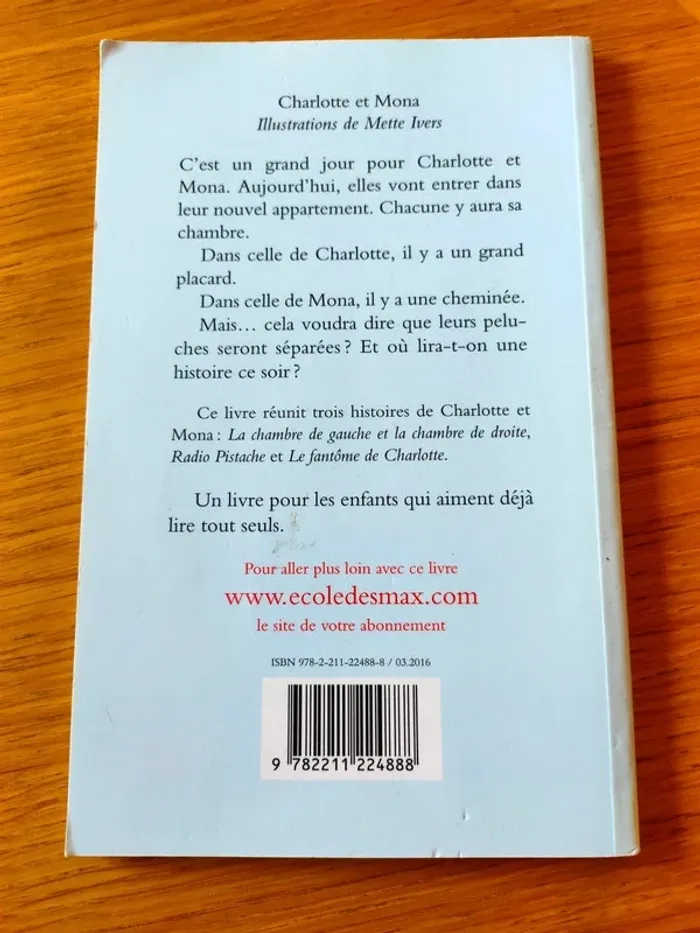 Charlotte et Mona
Illustrations de Mette Ivers
C'est un grand jour pour Charlotte et
Mona. Aujourd'hui, elles vont entrer dans
leur nouvel appartement. Chacune y aura sa
chambre.
Dans celle de Charlotte, il y a un grand
placard.
Dans celle de Mona, il y a une cheminée.
Mais… cela voudra dire que leurs pelu-
ches seront séparées ? Et où lira-t-on une
histoire ce soir ?
Ce livre réunit trois histoires de Charlotte et
Mona : La chambre de gauche et la chambre de droite,
Radio Pistache et Le fantôme de Charlotte.
Un livre pour les enfants qui aiment déjà
lire tout seuls.
Pour aller plus loin avec ce livre
www.ecoledesmax.com
le site de votre abonnement
ISBN 978-2-211-22488-8 / 03.2016
9 782211 224888